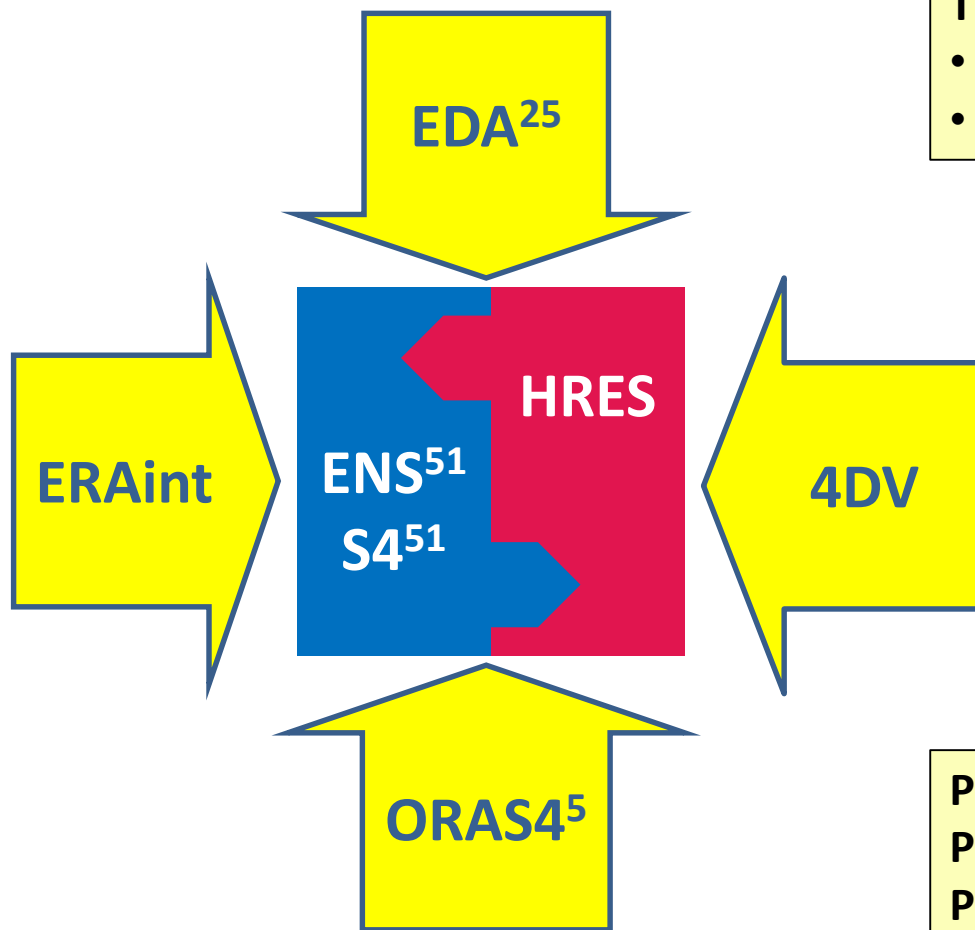 EDA²⁵
•
•
HRES
ERAint
ENS⁵¹
S4⁵¹
4DV
ORAS4⁵
P
P
P